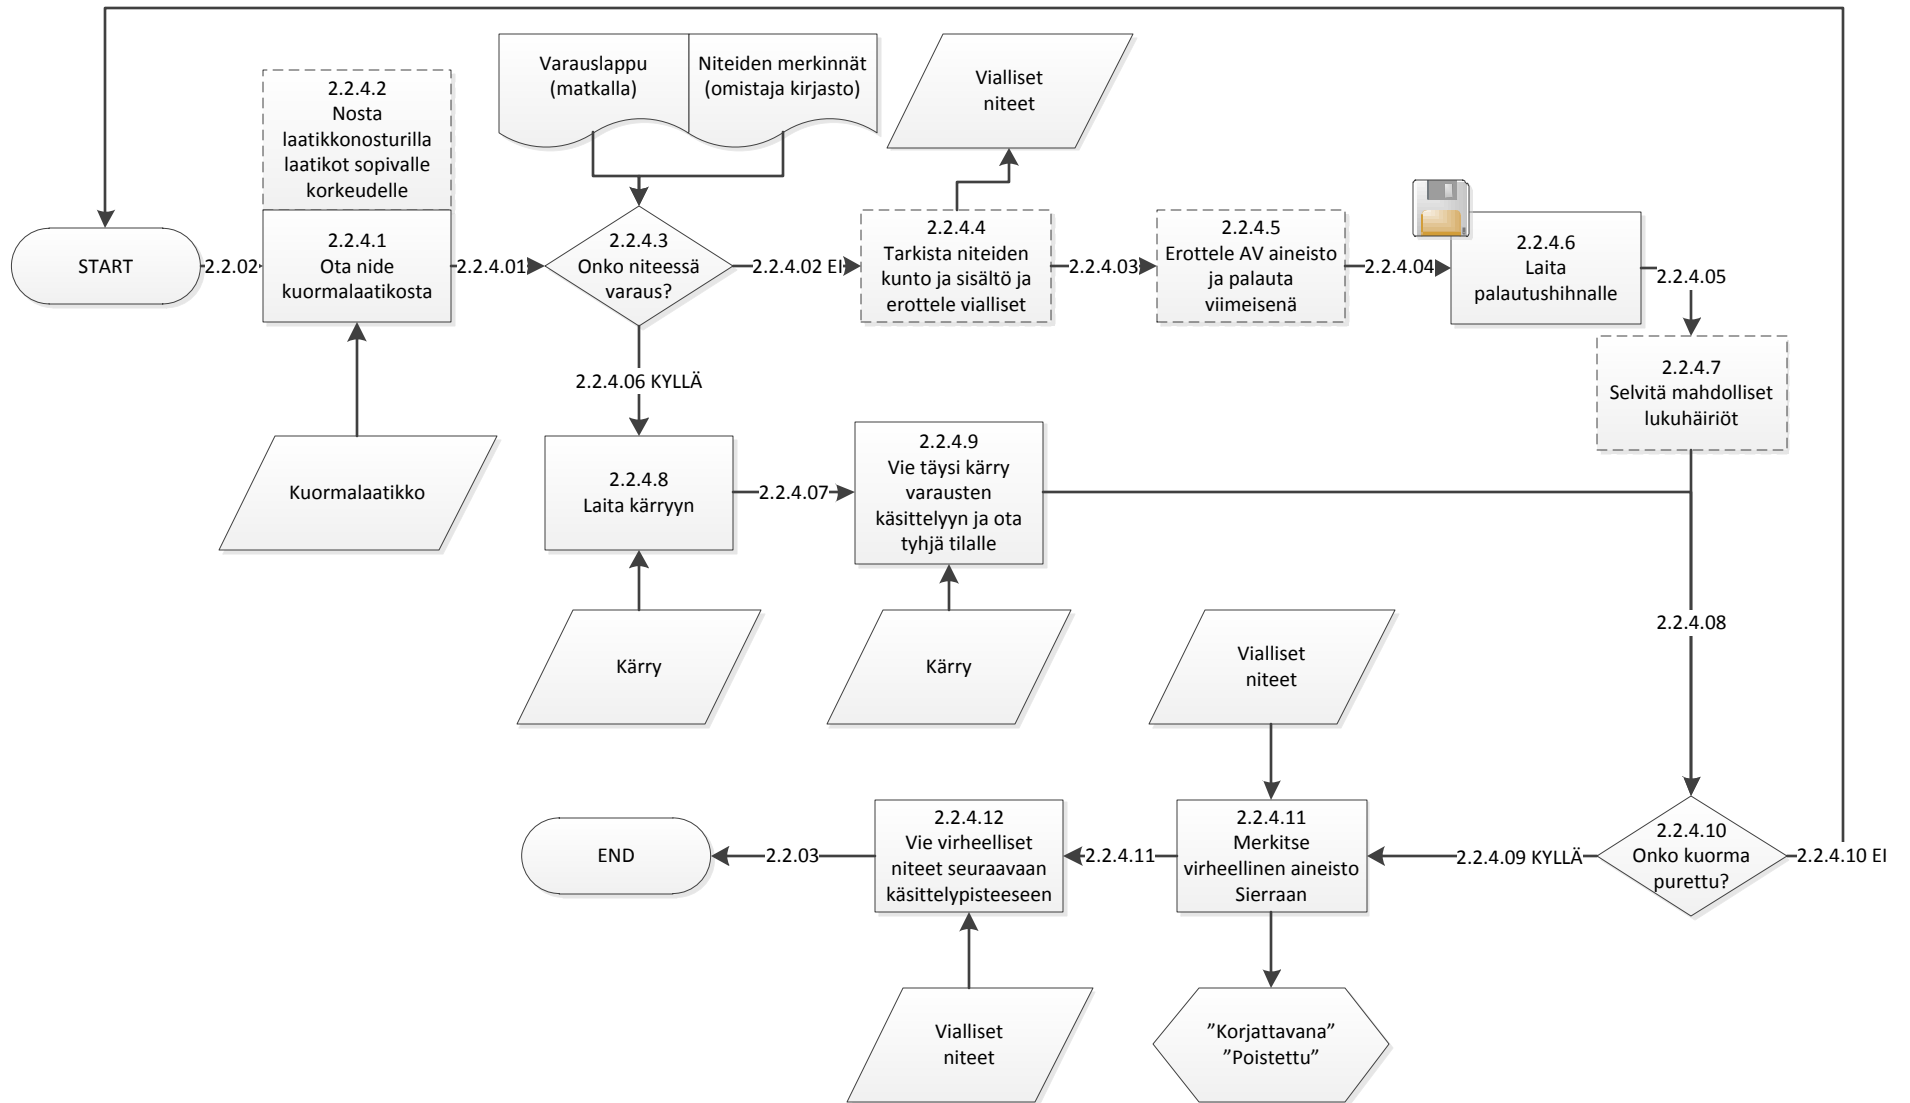 Varauslappu
(matkalla)
Niteiden merkinnät
(omistaja kirjasto)
Vialliset
niteet
2.2.4.2
Nosta
laatikkonosturilla
laatikot sopivalle
korkeudelle
START
2.2.02
2.2.4.1
Ota nide
kuormalaatikosta
2.2.4.01
2.2.4.3
Onko niteessä
varaus?
2.2.4.02 EI
2.2.4.4
Tarkista niteiden
kunto ja sisältö ja
erottele vialliset
2.2.4.03
2.2.4.5
Erottele AV aineisto
ja palauta
viimeisenä
2.2.4.04
2.2.4.6
Laita
palautushihnalle
2.2.4.05
2.2.4.7
Selvitä mahdolliset
lukuhäiriöt
2.2.4.06 KYLLÄ
Kuormalaatikko
2.2.4.8
Laita kärryyn
2.2.4.07
2.2.4.9
Vie täysi kärry
varausten
käsittelyyn ja ota
tyhjä tilalle
2.2.4.08
Kärry
Kärry
Vialliset
niteet
END
2.2.03
2.2.4.12
Vie virheelliset
niteet seuraavaan
käsittelypisteeseen
2.2.4.11
2.2.4.11
Merkitse
virheellinen aineisto
Sierraan
2.2.4.09 KYLLÄ
2.2.4.10
Onko kuorma
purettu?
2.2.4.10 EI
Vialliset
niteet
”Korjattavana”
”Poistettu”